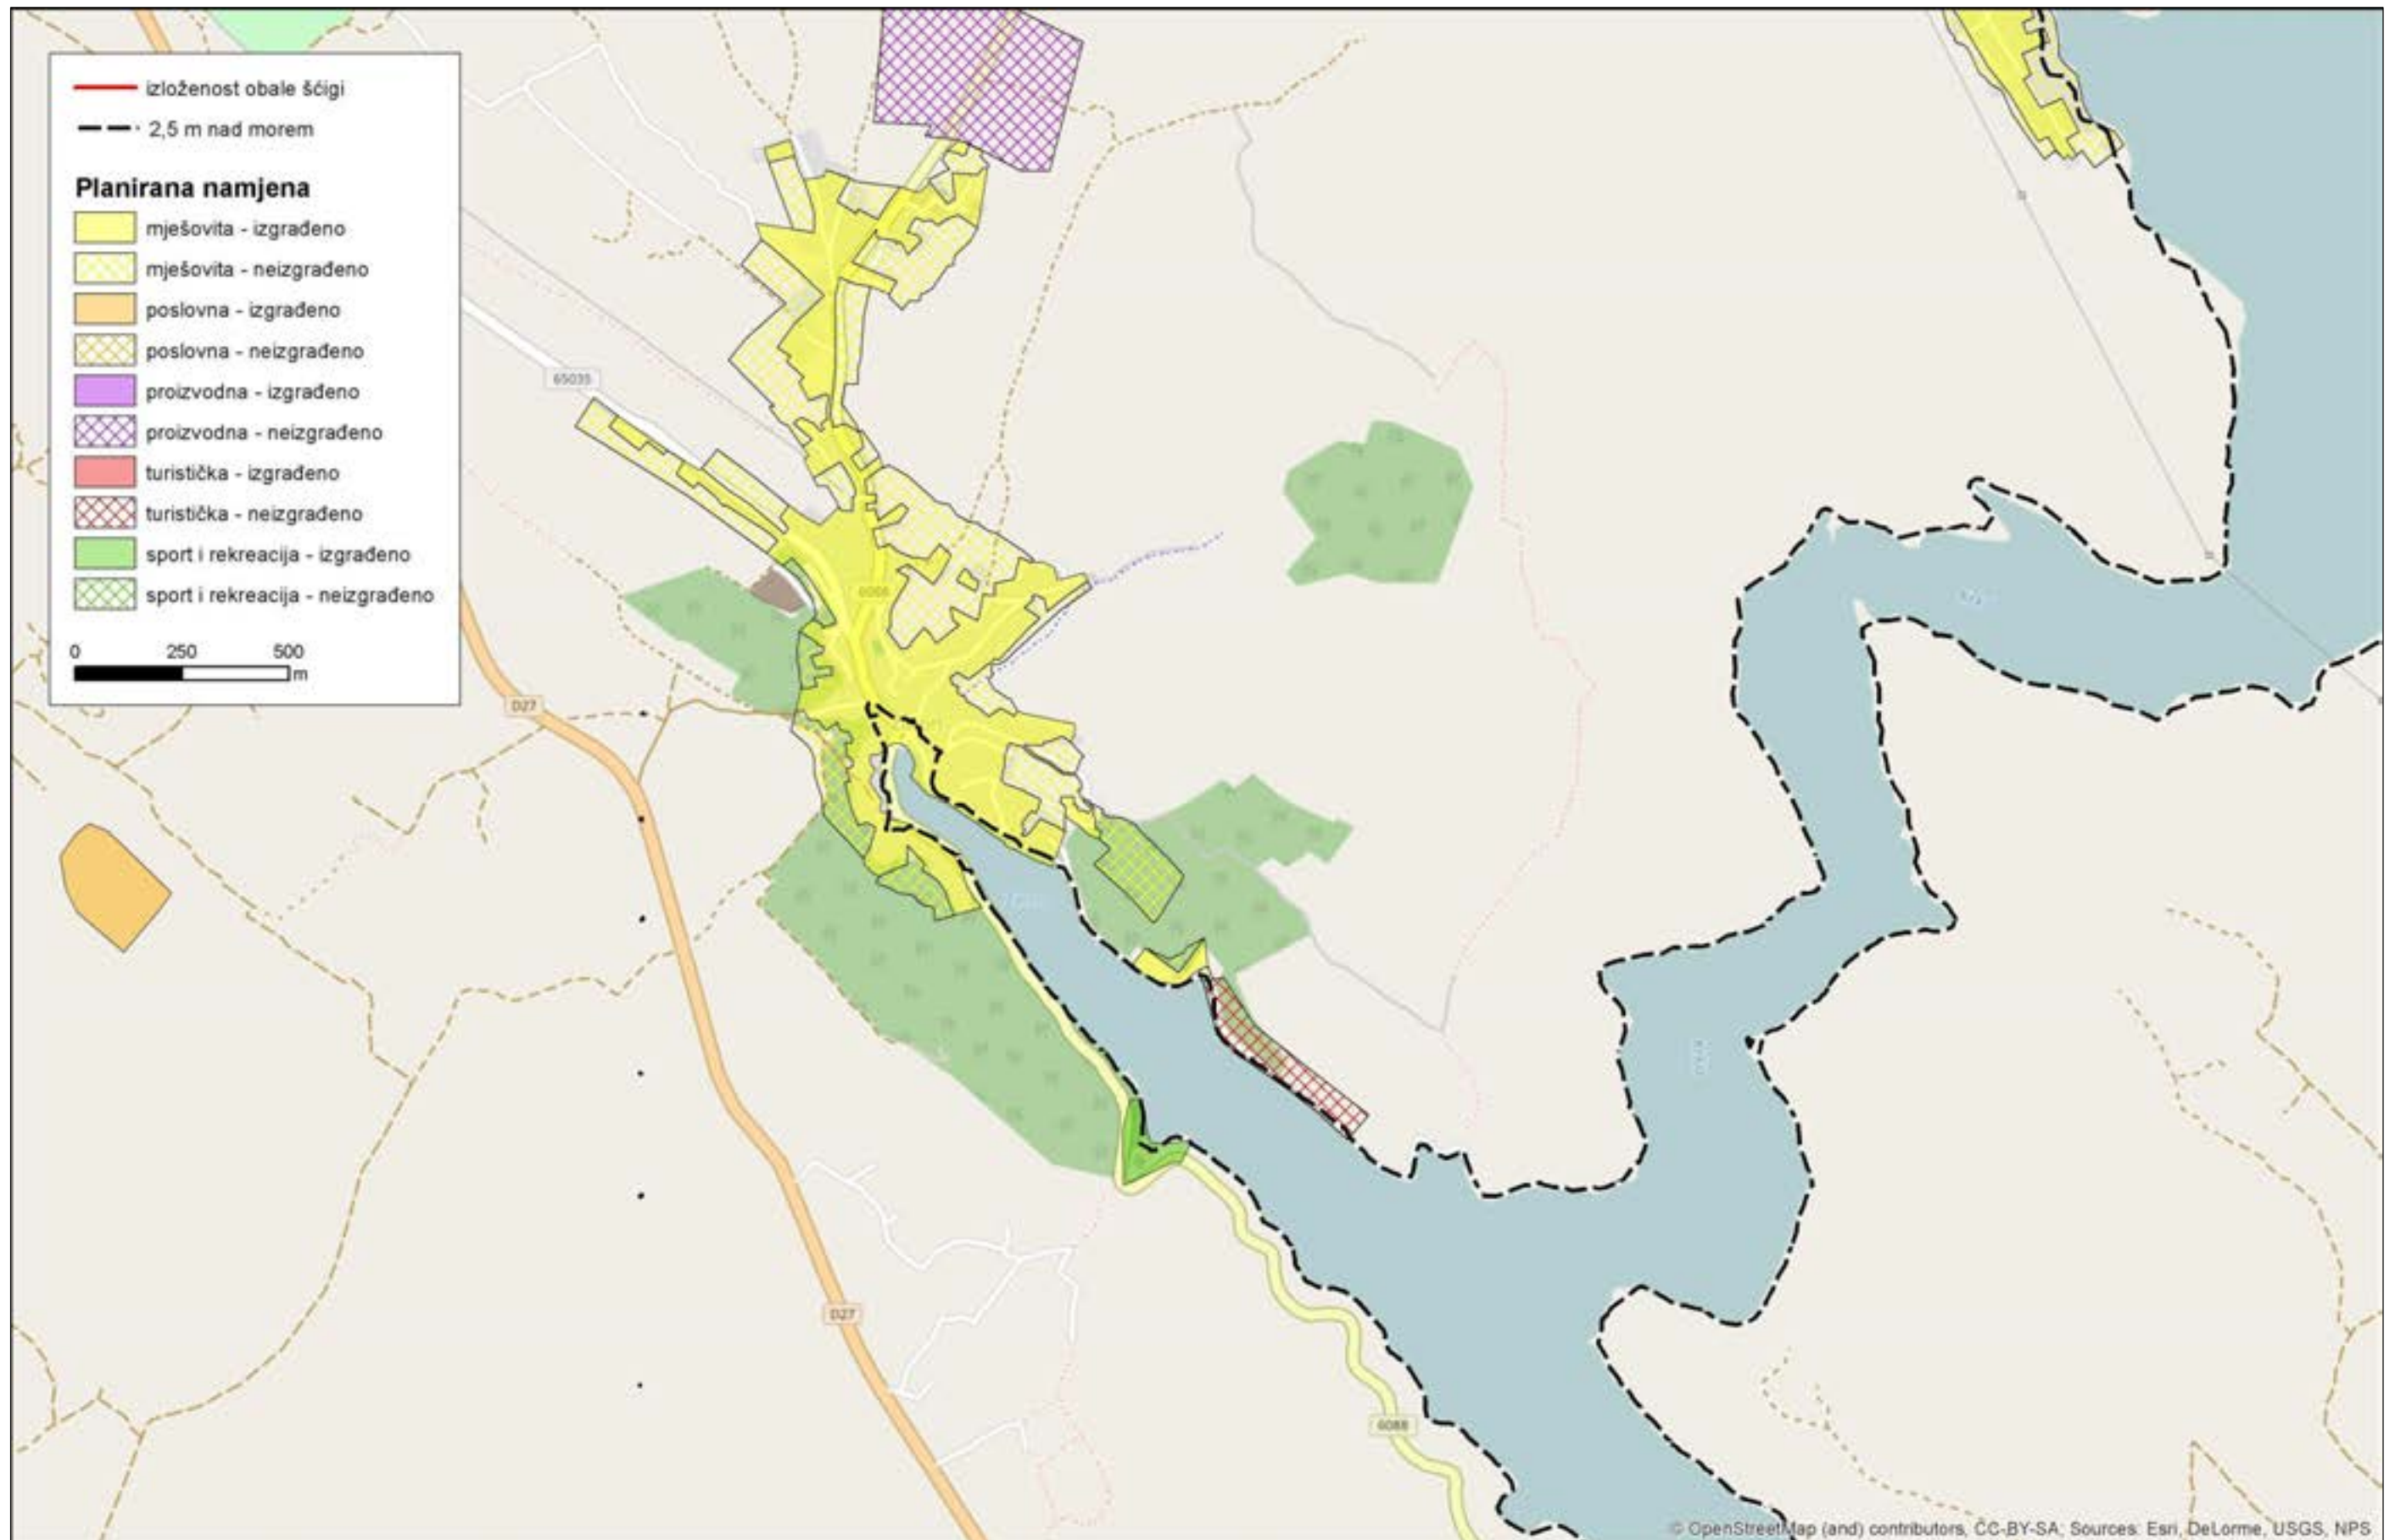 izloženost obale šćigi
2,5 m nad morem
Planirana namjena
mješovita - izgrađeno
mješovita - neizgrađeno
poslovna - izgrađeno
poslovna - neizgrađeno
proizvodna - izgrađeno
proizvodna - neizgrađeno
turistička - izgrađeno
turistička - neizgrađeno
sport i rekreacija - izgrađeno
sport i rekreacija - neizgrađeno
0 250 500
m
65035
6088
D27
D27
6088
© OpenStreetMap (and) contributors, CC-BY-SA; Sources: Esri, DeLorme, USGS, NPS